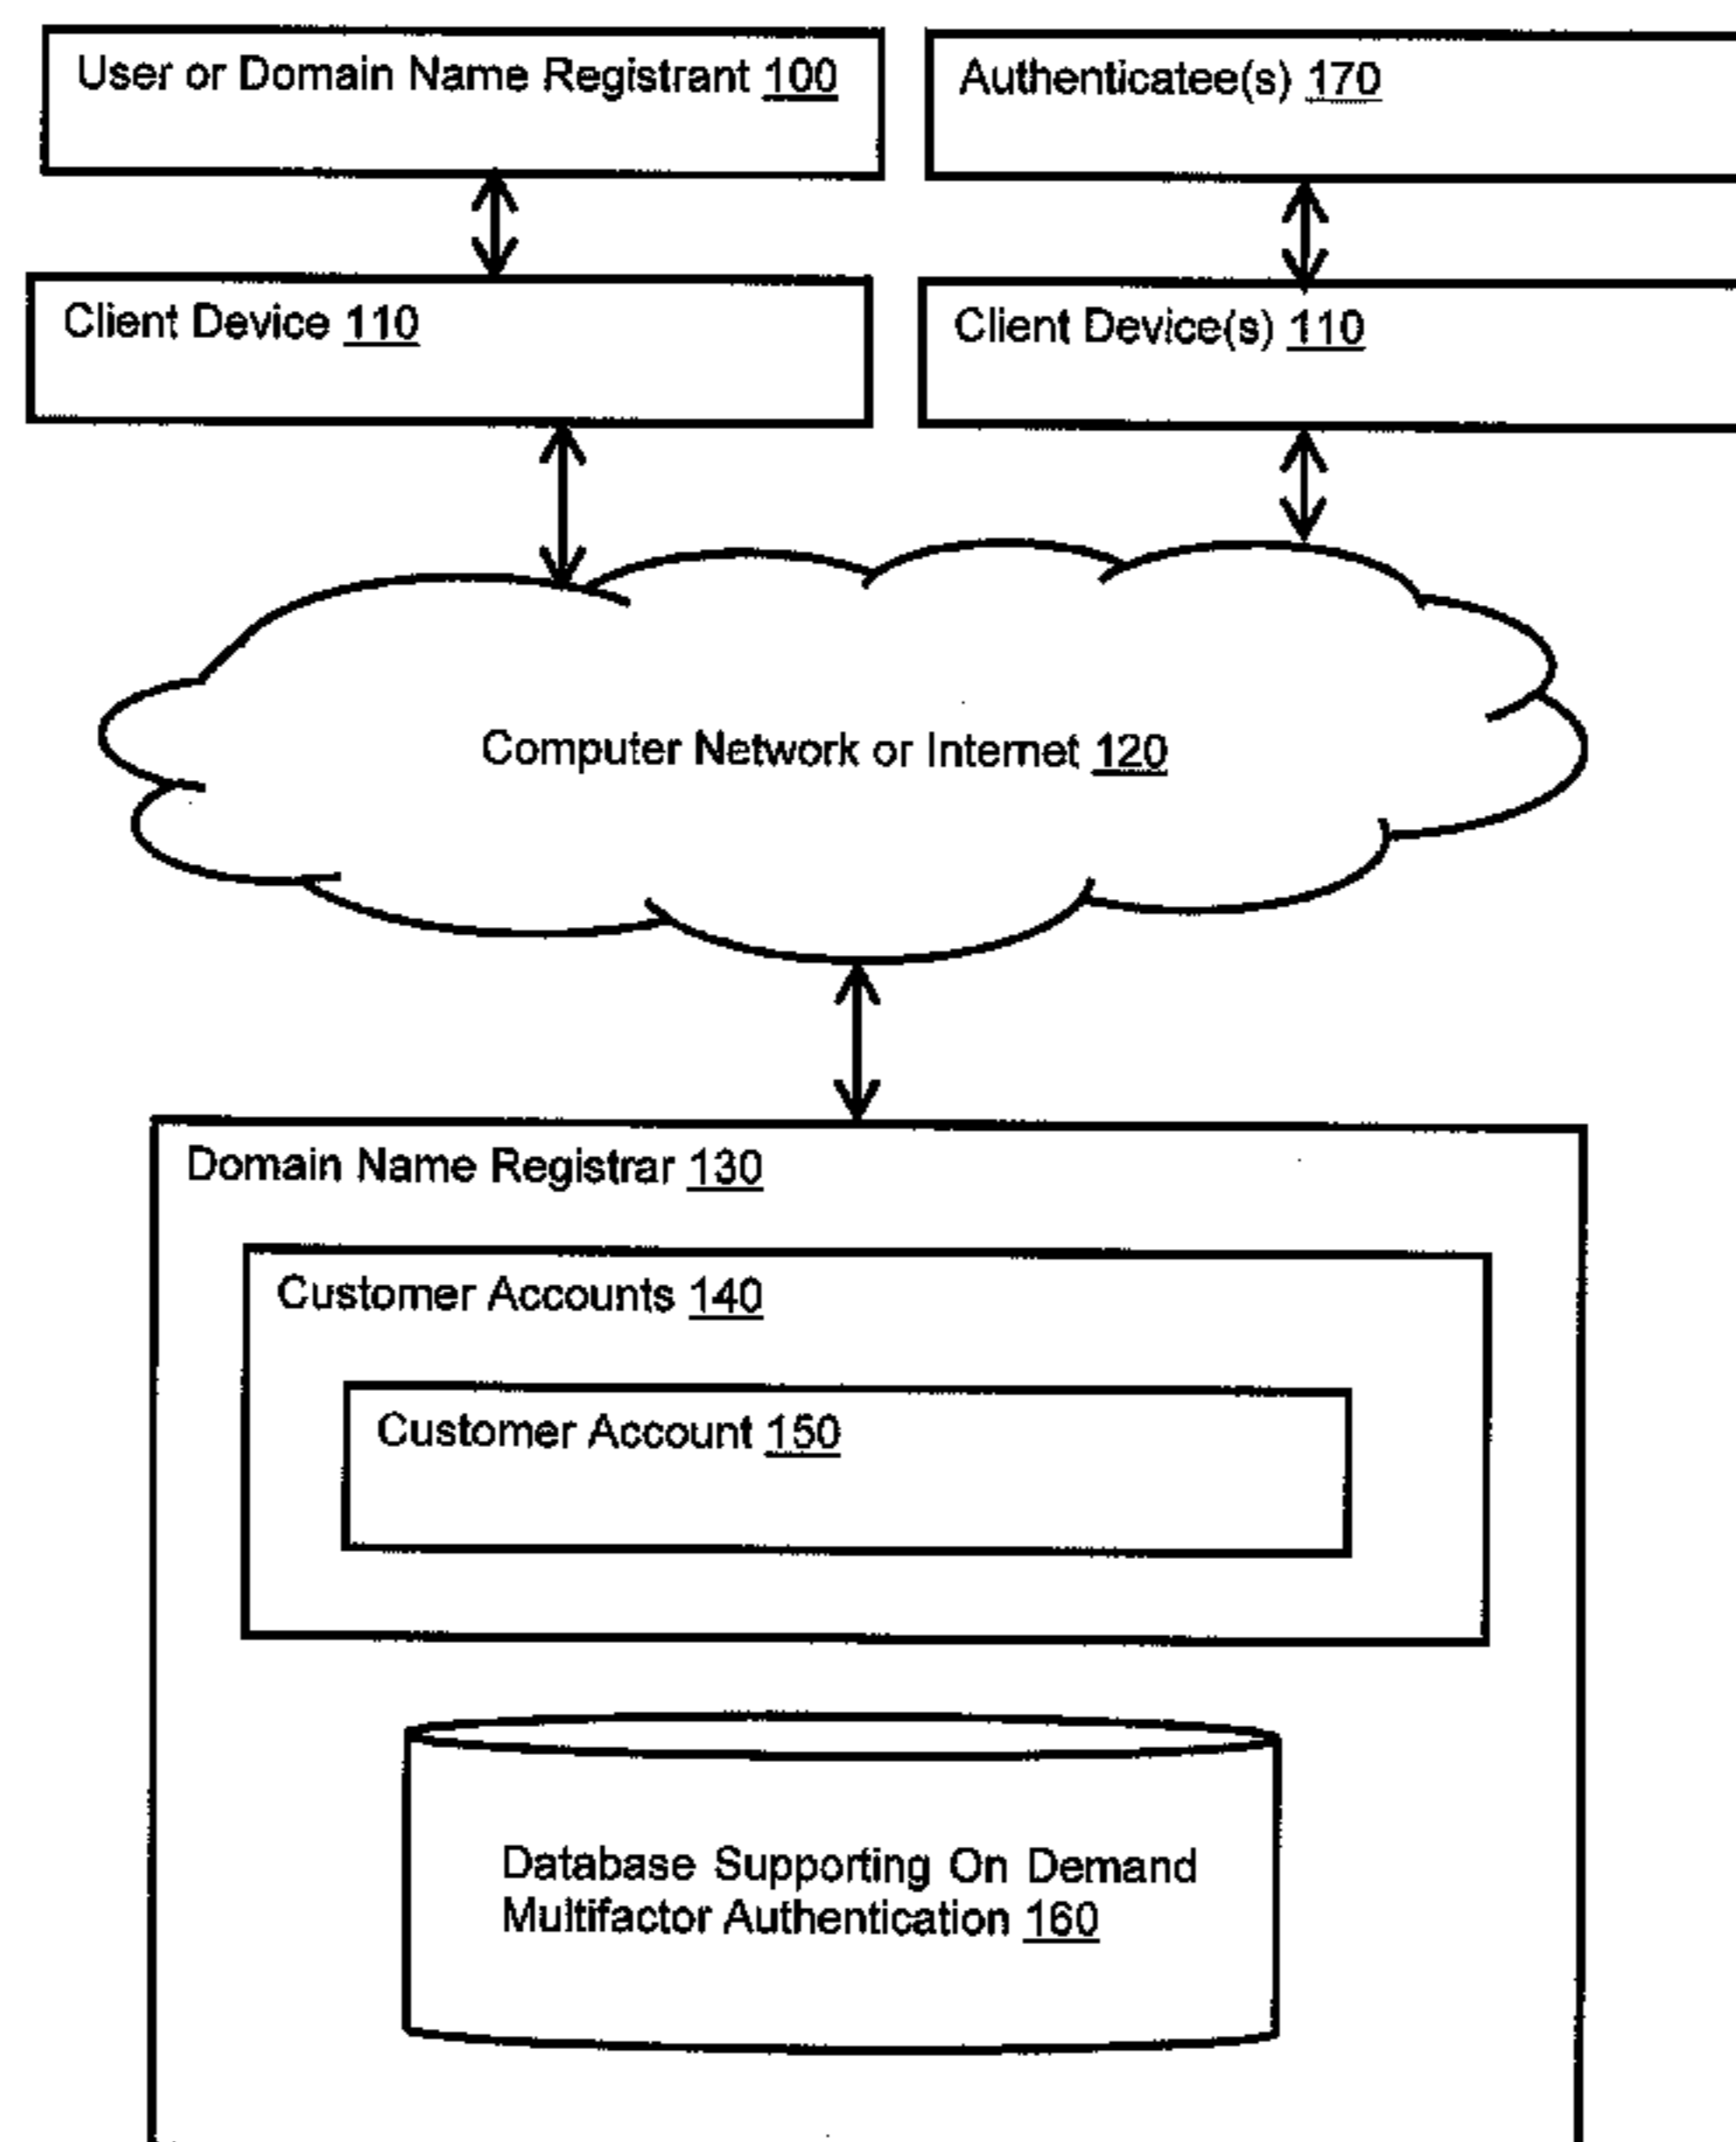 User or Domain Name Registrant 100
Authenticatee(s) 170
Client Device 110
Client Device(s) 110
Computer Network or Internet 120
Domain Name Registrar 130
Customer Accounts 140
Customer Account 150
Database Supporting On Demand
Multifactor Authentication 160